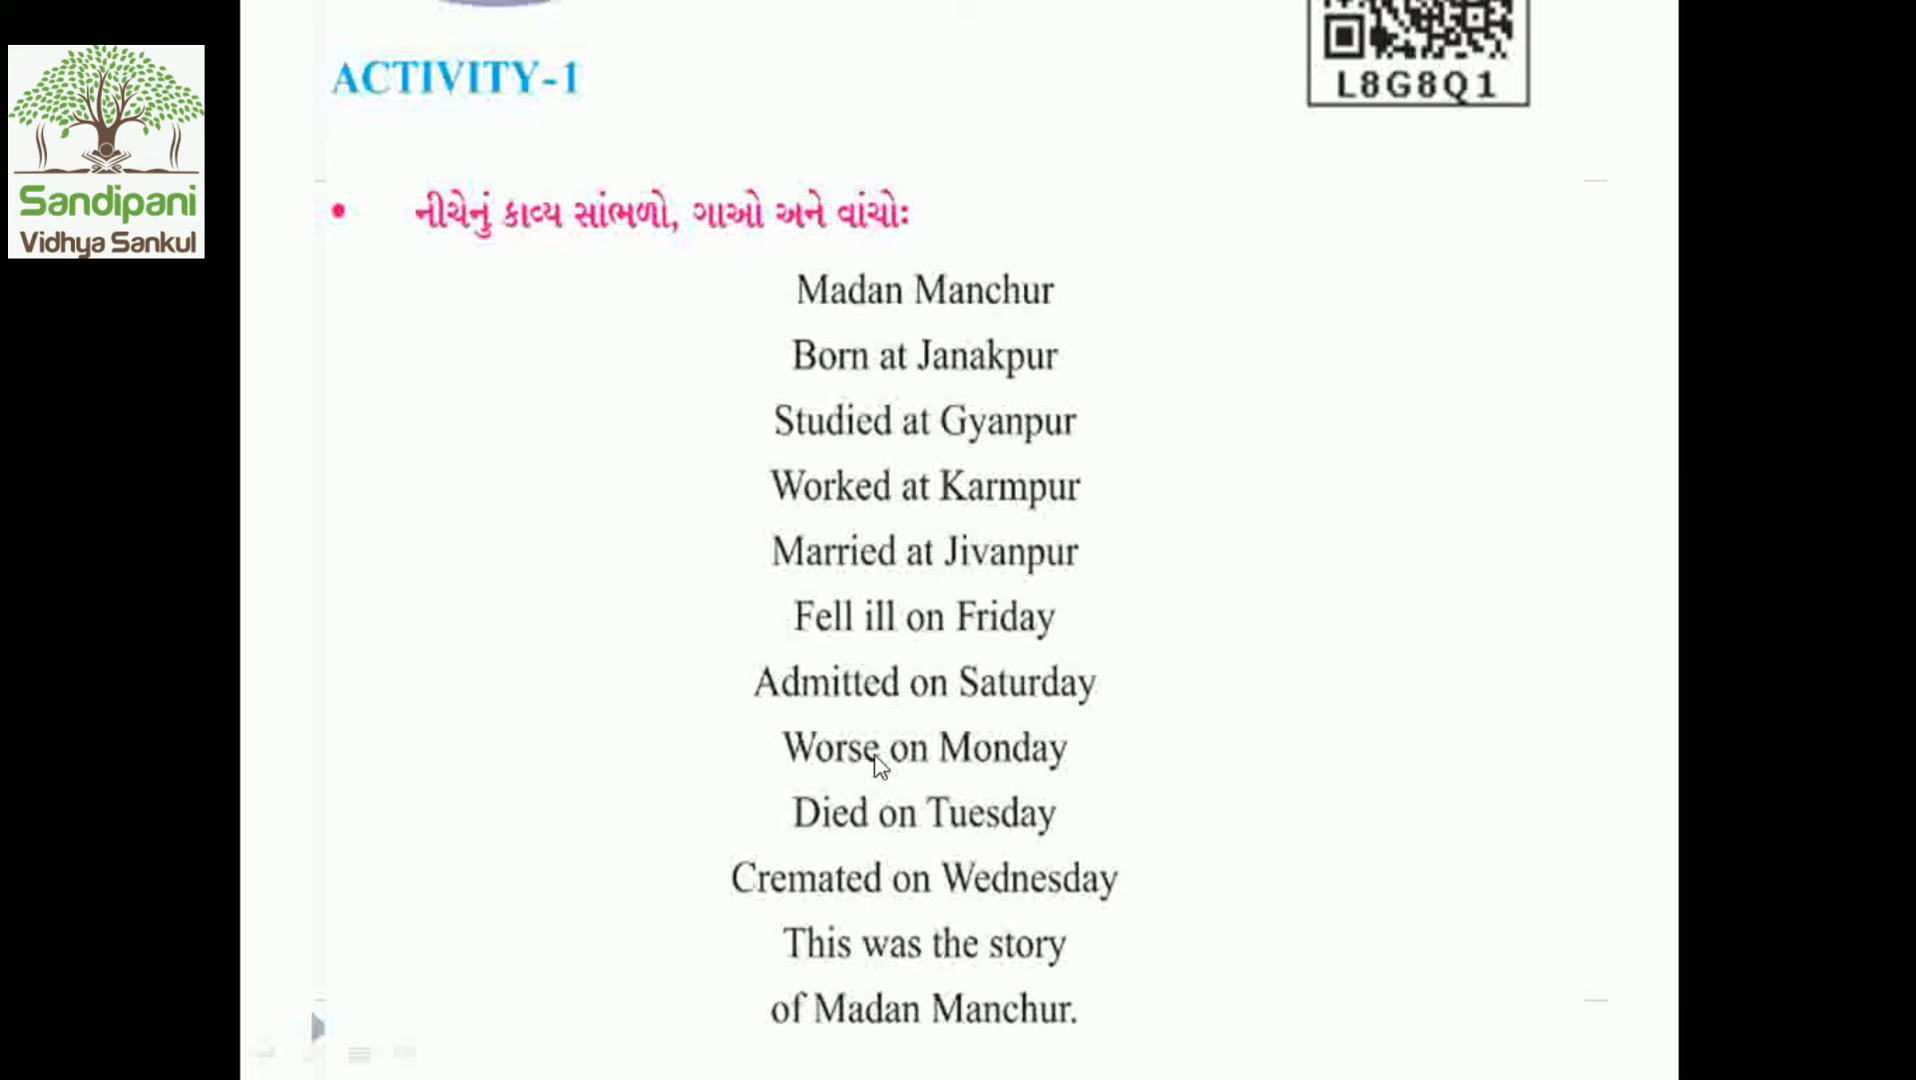 Sandipani
Vidhya Sankul
L8G8Q1
ACTIVITY-1
• નીચેનું કાવ્ય સાંભળો, ગાઓ અને વાંચોઃ
Madan Manchur
Born at Janakpur
Studied at Gyanpur
Worked at Karmpur
Married at Jivanpur
Fell ill on Friday
Admitted on Saturday
Worse on Monday
Died on Tuesday
Cremated on Wednesday
This was the story
of Madan Manchur.